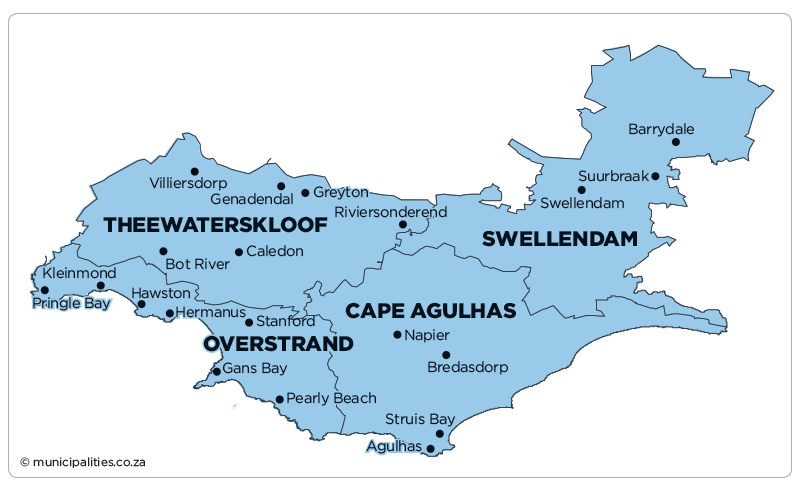 Barrydale
Suurbraak
Villiersdorp
Genadendal
Greyton
Swellendam
Riviersonderend
THEEWATERSKLOOF
SWELLENDAM
Caledon
Bot River
Kleinmond
Hawston
Pringle Bay
Hermanus
CAPE AGULHAS
Stanford
Napier
OVERSTRAND
Gans Bay
Bredasdorp
Pearly Beach
Struis Bay
Agulhas
© municipalities.co.za